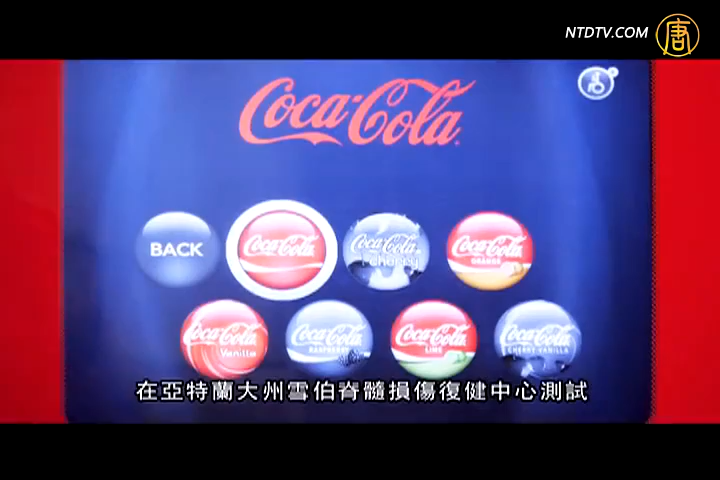 NTDTV.COM 唐
Coca-Cola
BACK
Coca-Cola
Coca-Cola Cherry
Coca-Cola ORANGE
Coca-Cola Vanilla
Coca-Cola RASPBERRY
Coca-Cola LIME
Coca-Cola CHERRY-VANILLA
在亞特蘭大州雪伯脊髓損傷復健中心測試